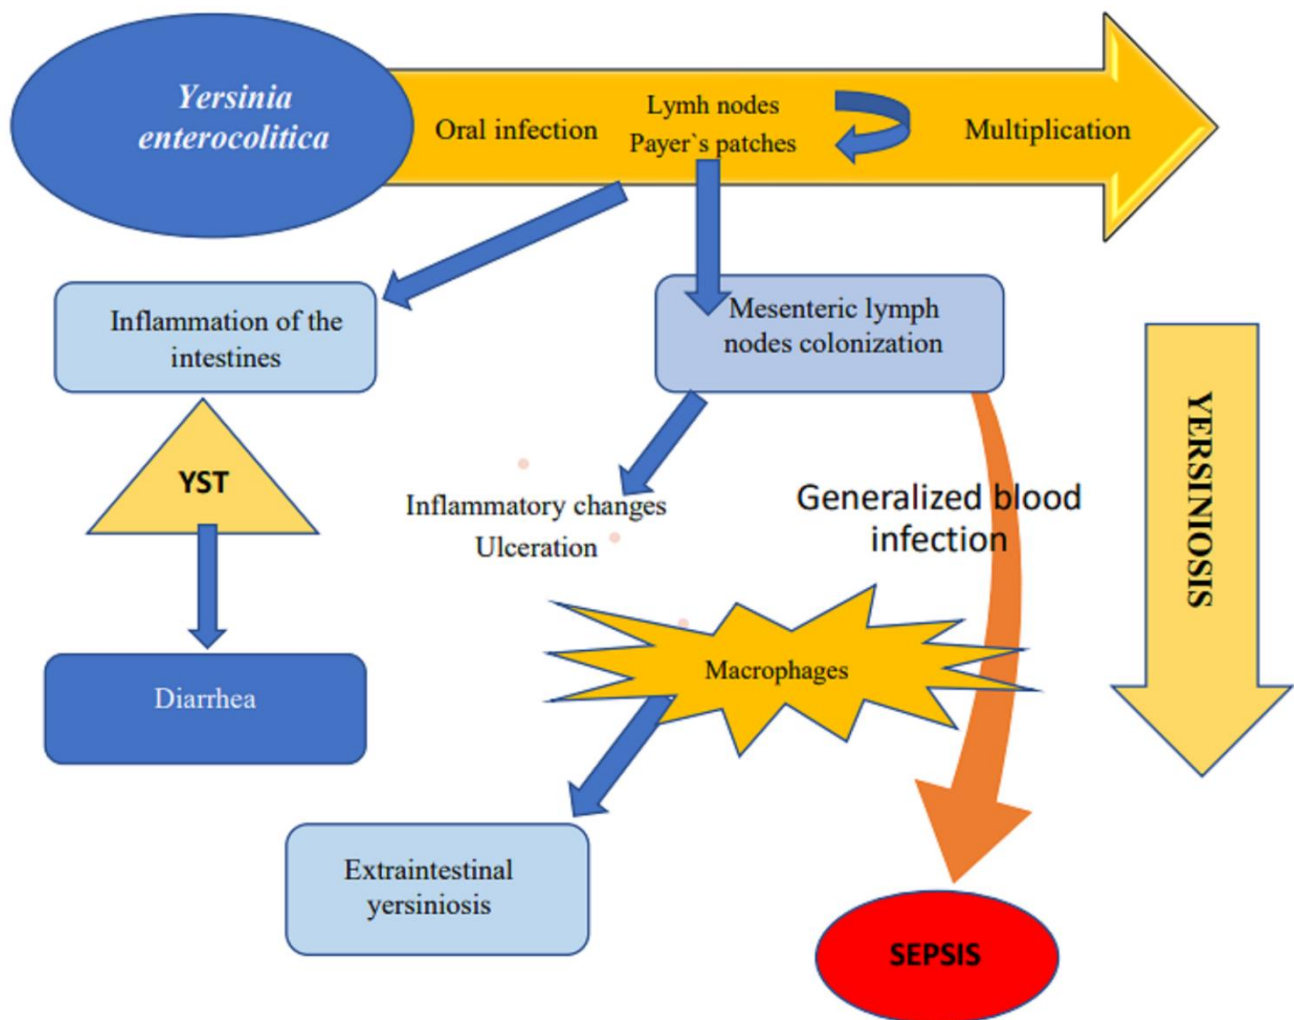 Yersinia
enterocolitica
Oral infection
Lymh nodes
Payer`s patches
Multiplication
Inflammation of the
intestines
Mesenteric lymph
nodes colonization
YERSINIOSIS
YST
Inflammatory changes
Ulceration
Generalized blood
infection
Macrophages
Diarrhea
Extraintestinal
yersiniosis
SEPSIS